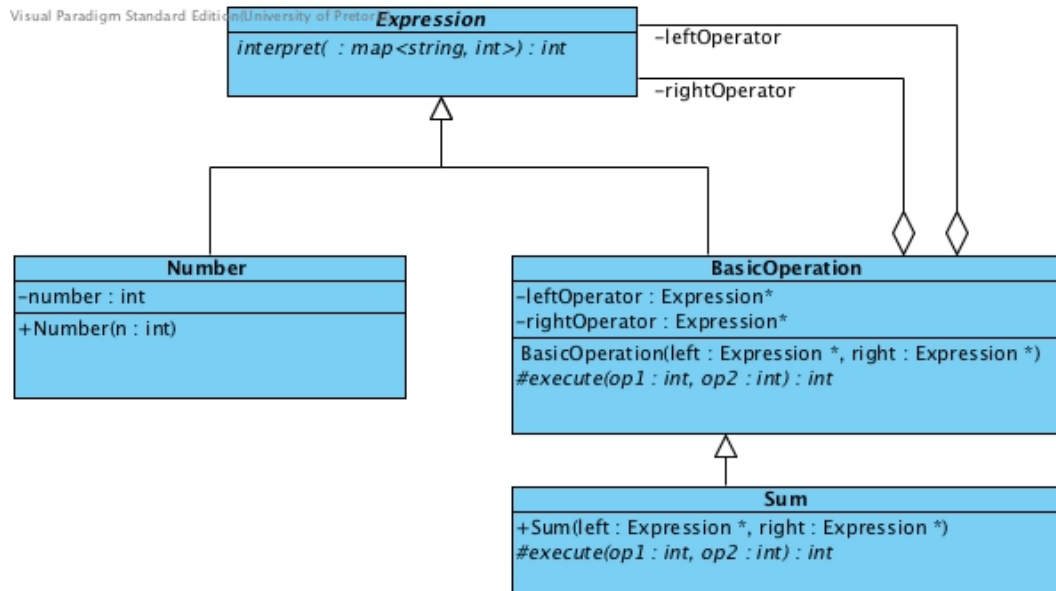 Visual Paradigm Standard Edition(University of Pretoria)
Expression
interpret( : map<string, int>) : int
-leftOperator
-rightOperator
Number
-number : int
+Number(n : int)
BasicOperation
-leftOperator : Expression*
-rightOperator : Expression*
BasicOperation(left : Expression *, right : Expression *)
#execute(op1 : int, op2 : int) : int
Sum
+Sum(left : Expression *, right : Expression *)
#execute(op1 : int, op2 : int) : int